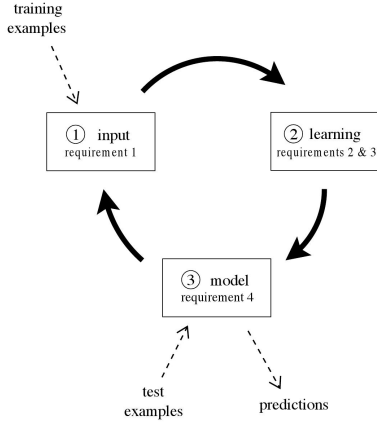 training
examples
① input
requirement 1
② learning
requirements 2 & 3
③ model
requirement 4
test
examples
predictions